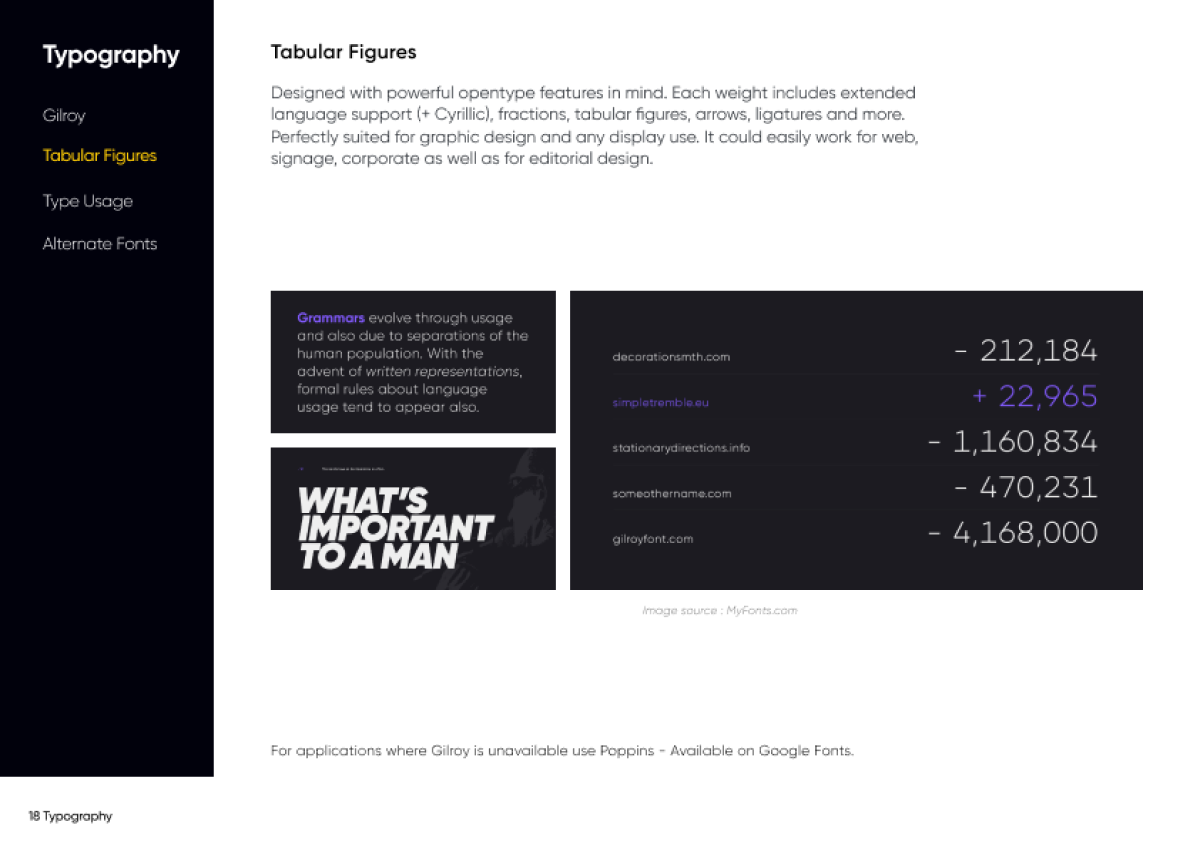 Typography
Gilroy
Tabular Figures
Type Usage
Alternate Fonts
Tabular Figures
Designed with powerful opentype features in mind. Each weight includes extended
language support (+ Cyrillic), fractions, tabular figures, arrows, ligatures and more.
Perfectly suited for graphic design and any display use. It could easily work for web,
signage, corporate as well as for editorial design.
Grammars evolve through usage
and also due to separations of the
human population. With the
advent of written representations,
formal rules about language
usage tend to appear also.
WHAT'S
IMPORTANT
TO A MAN
decorationsmth.com - 212,184
simpletremble.eu + 22,965
stationarydirections.info - 1,160,834
someothername.com - 470,231
gilroyfont.com - 4,168,000
Image source : MyFonts.com
For applications where Gilroy is unavailable use Poppins - Available on Google Fonts.
18 Typography